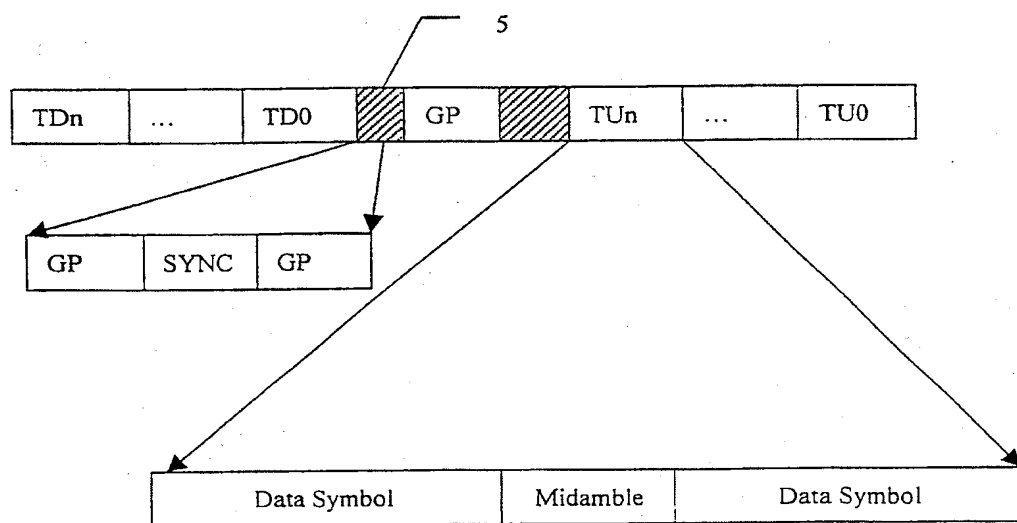 5
TDn ... TD0 GP TUn ... TU0
GP SYNC GP
Data Symbol Midamble Data Symbol